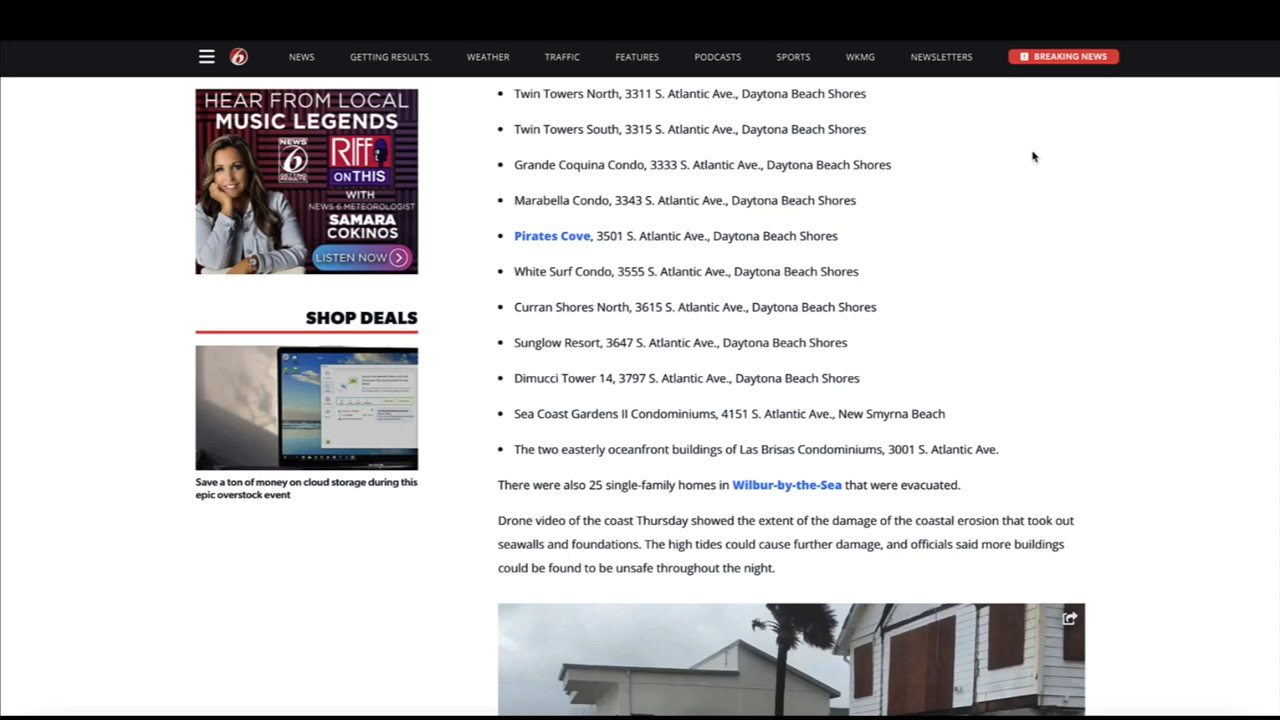 6
NEWS
GETTING RESULTS.
WEATHER
TRAFFIC
FEATURES
PODCASTS
SPORTS
WKMG
NEWSLETTERS
BREAKING NEWS
HEAR FROM LOCAL
MUSIC LEGENDS
NEWS
6
GETTING
RESULTS
RIFF
ON THIS
WITH
NEWS 6 METEOROLOGIST
SAMARA
COKINOS
LISTEN NOW
SHOP DEALS
Save a ton of money on cloud storage during this
epic overstock event
• Twin Towers North, 3311 S. Atlantic Ave., Daytona Beach Shores
• Twin Towers South, 3315 S. Atlantic Ave., Daytona Beach Shores
• Grande Coquina Condo, 3333 S. Atlantic Ave., Daytona Beach Shores
• Marabella Condo, 3343 S. Atlantic Ave., Daytona Beach Shores
• Pirates Cove, 3501 S. Atlantic Ave., Daytona Beach Shores
• White Surf Condo, 3555 S. Atlantic Ave., Daytona Beach Shores
• Curran Shores North, 3615 S. Atlantic Ave., Daytona Beach Shores
• Sunglow Resort, 3647 S. Atlantic Ave., Daytona Beach Shores
• Dimucci Tower 14, 3797 S. Atlantic Ave., Daytona Beach Shores
• Sea Coast Gardens II Condominiums, 4151 S. Atlantic Ave., New Smyrna Beach
• The two easterly oceanfront buildings of Las Brisas Condominiums, 3001 S. Atlantic Ave.
There were also 25 single-family homes in Wilbur-by-the-Sea that were evacuated.
Drone video of the coast Thursday showed the extent of the damage of the coastal erosion that took out
seawalls and foundations. The high tides could cause further damage, and officials said more buildings
could be found to be unsafe throughout the night.